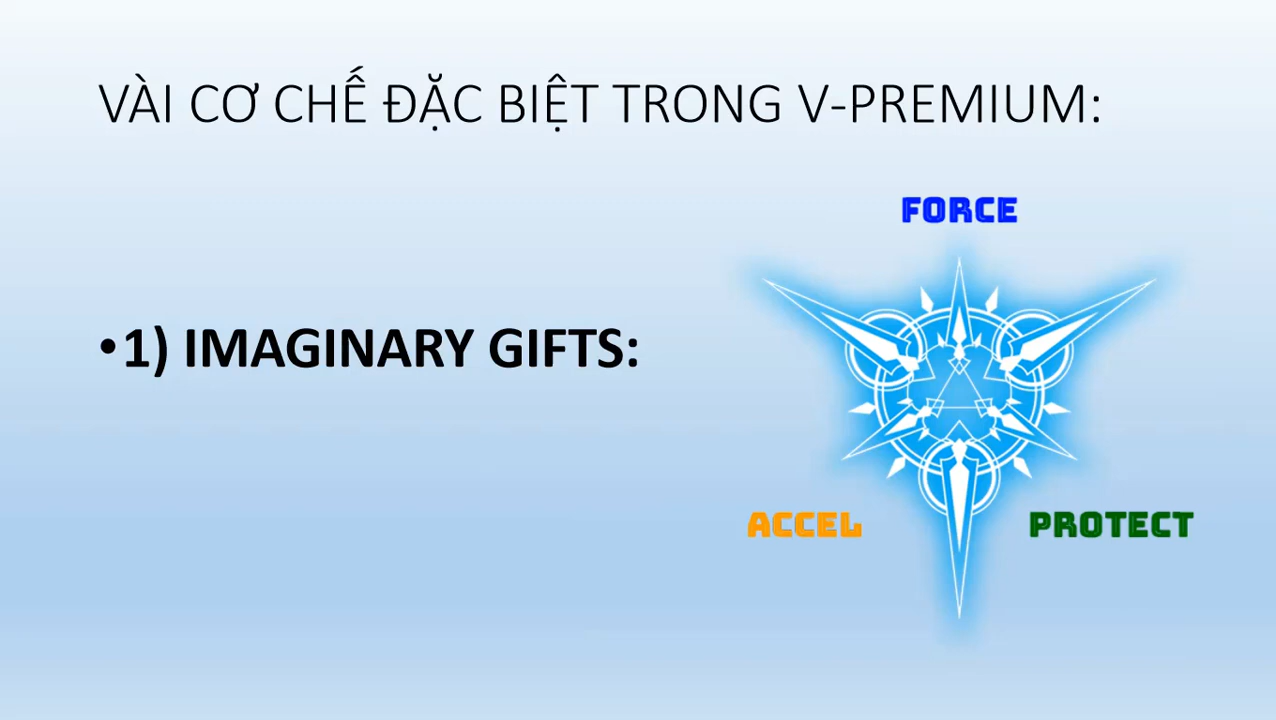 VÀI CƠ CHẾ ĐẶC BIỆT TRONG V-PREMIUM:
FORCE
•1) IMAGINARY GIFTS:
ACCEL
PROTECT